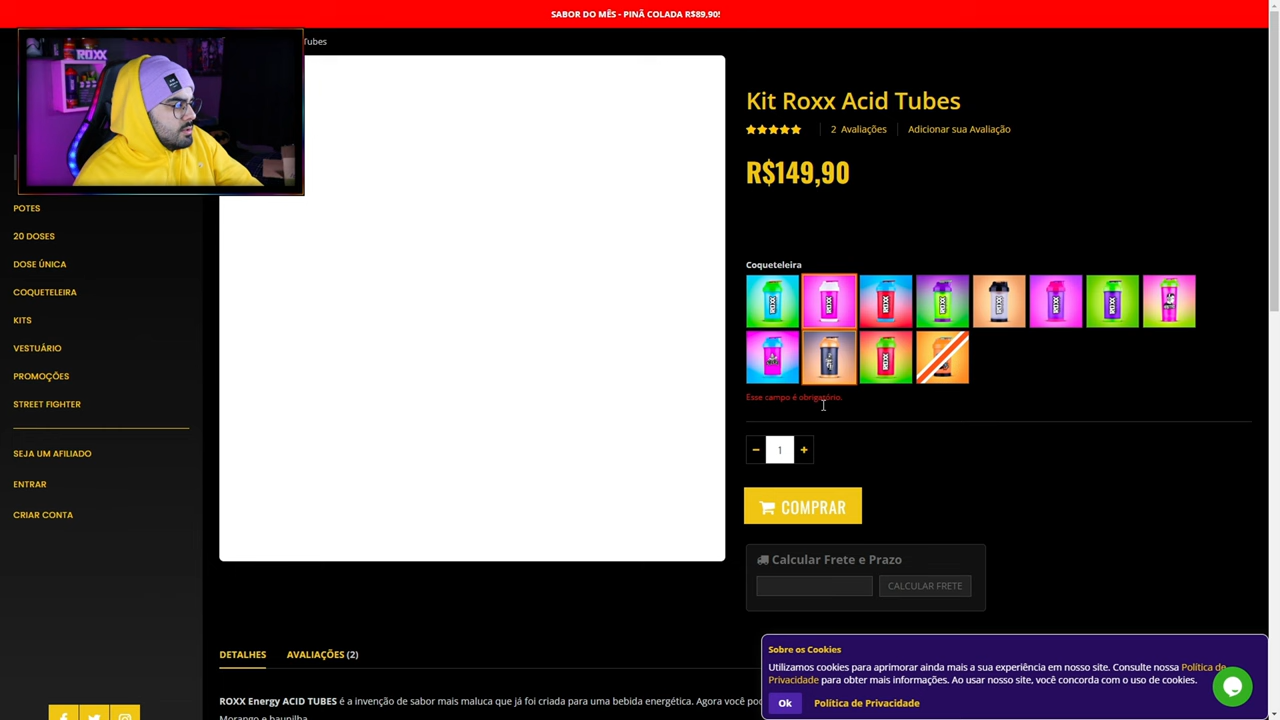 SABOR DO MÊS - PINÃ COLADA R$89,90!
Tubes
ROXX
Kit Roxx Acid Tubes
2 Avaliações
Adicionar sua Avaliação
R$149,90
POTES
20 DOSES
DOSE ÚNICA
COQUETELEIRA
KITS
VESTUÁRIO
PROMOÇÕES
STREET FIGHTER
SEJA UM AFILIADO
ENTRAR
CRIAR CONTA
Coqueteleira
Esse campo é obrigatório.
1
COMPRAR
Calcular Frete e Prazo
CALCULAR FRETE
DETALHES
AVALIAÇÕES (2)
ROXX Energy ACID TUBES é a invenção de sabor mais maluca que já foi criada para uma bebida energética. Agora você
Morango e baunilha
Sobre os Cookies
Utilizamos cookies para aprimorar ainda mais a sua experiência em nosso site. Consulte nossa Política de
Privacidade para obter mais informações. Ao usar nosso site, você concorda com o uso de cookies.
Ok
Política de Privacidade